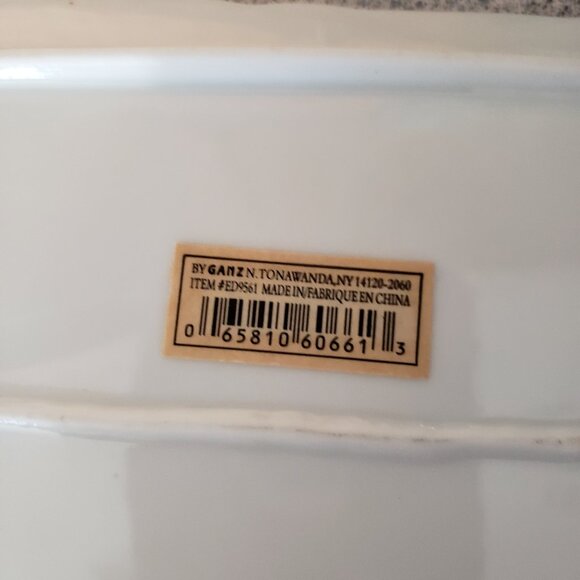 BY GANZ N. TONAWANDA, NY 14120-2060
ITEM #ED9561 MADE IN/FABRIQUE EN CHINA
0 65810 60661 3